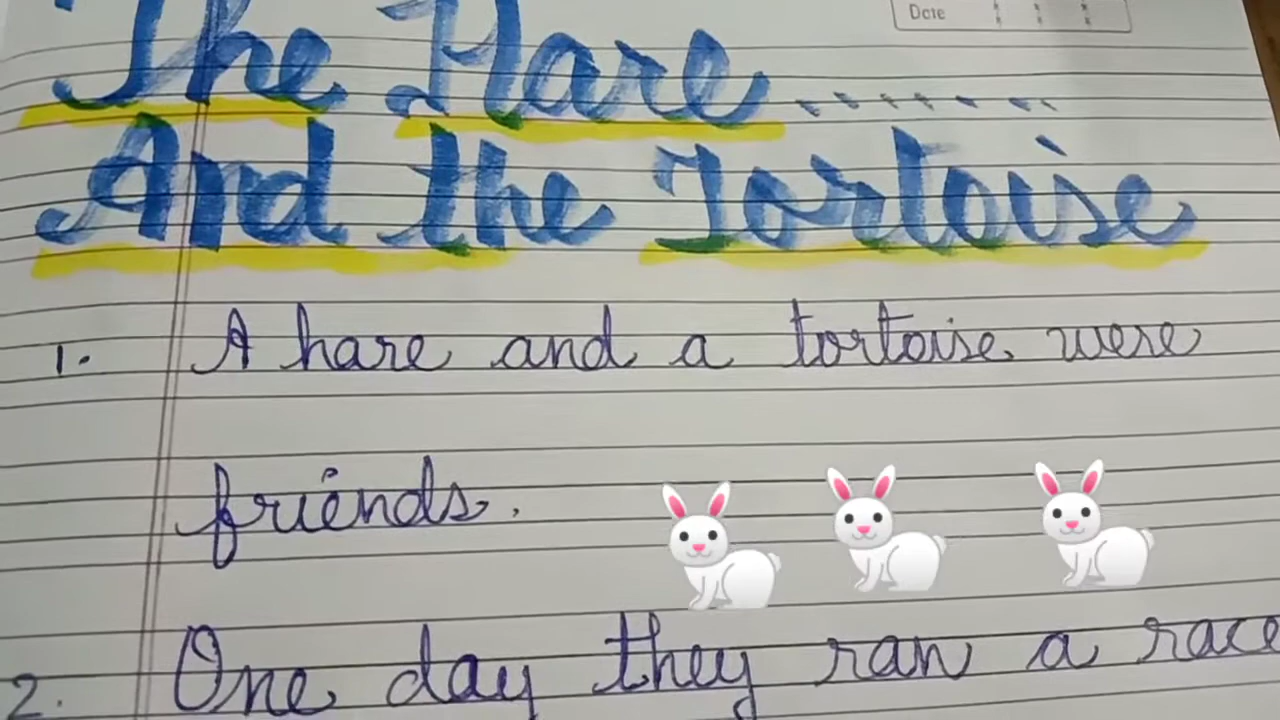 Date
The Hare.......
And the Tortoise
1. A hare and a tortoise were
friends.
2. One day they ran a race